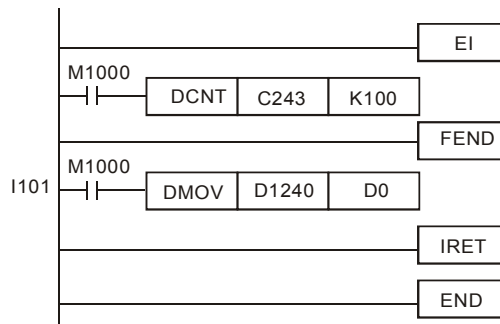 EI
M1000
DCNT C243 K100
FEND
M1000
I101 DMOV D1240 D0
IRET
END